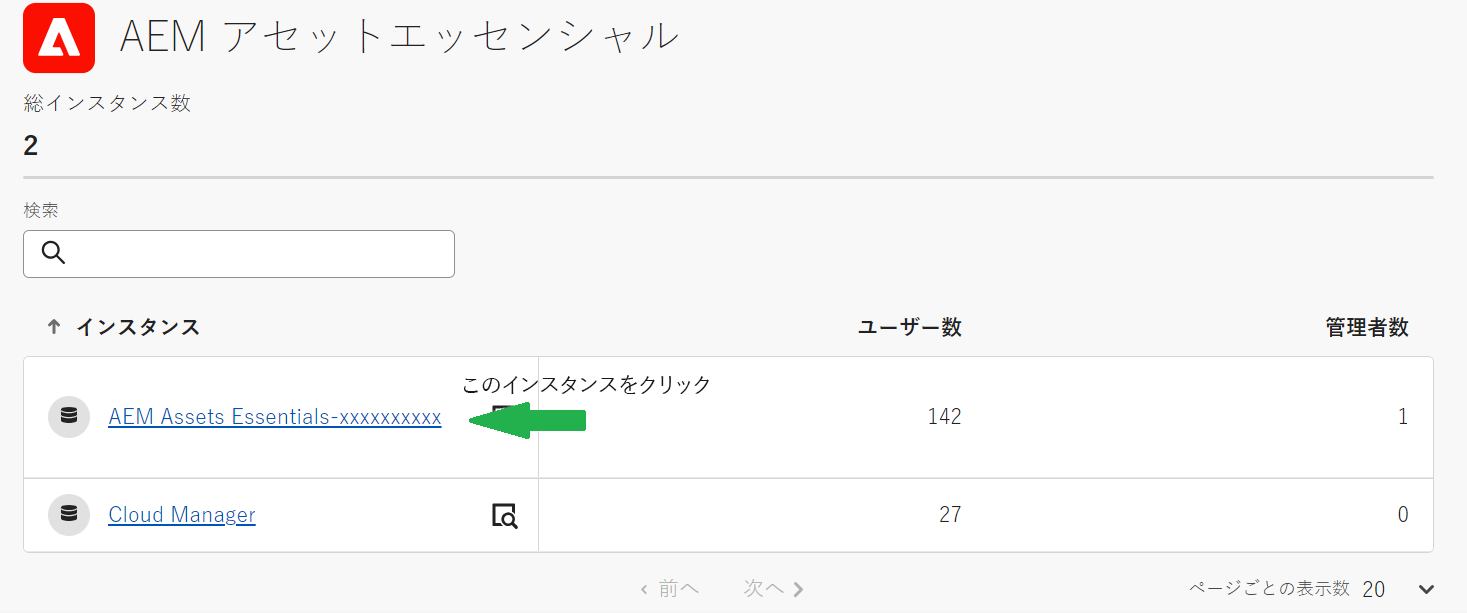 AEM アセットエッセンシャル
総インスタンス数
2
検索
インスタンス ユーザー数 管理者数
このインスタンスをクリック
AEM Assets Essentials-xxxxxxxxxx 142 1
Cloud Manager 27 0
前へ 次へ ページごとの表示数 20